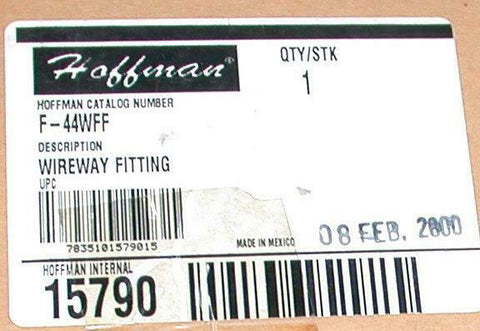 Hoffman®
QTY/STK
1
HOFFMAN CATALOG NUMBER
F-44WFF
DESCRIPTION
WIREWAY FITTING
UPC
7835101579015
MADE IN MEXICO
08 FEB. 2000
HOFFMAN INTERNAL
15790